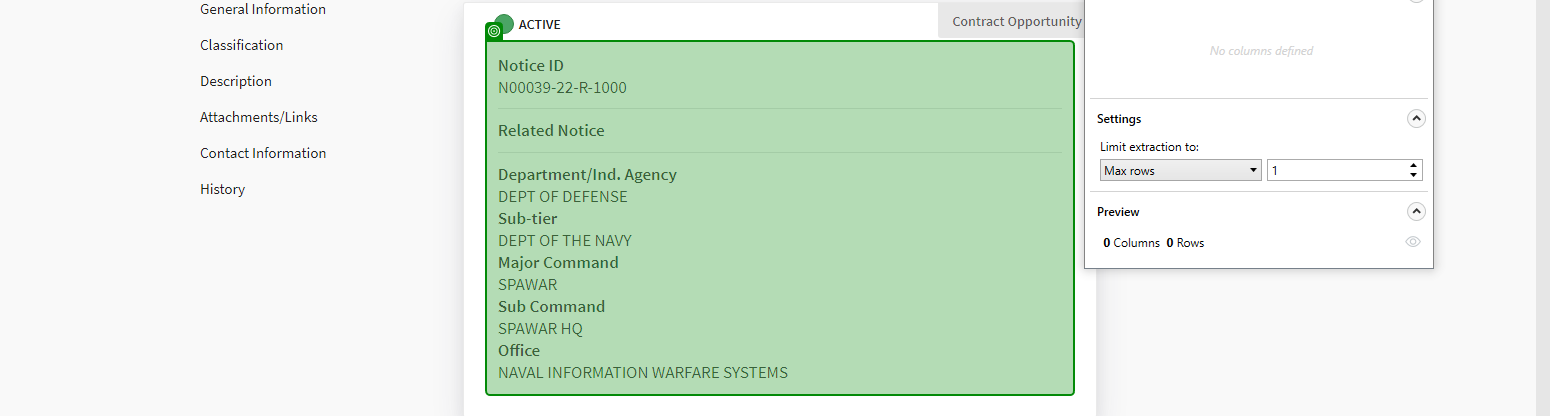 General Information
Classification
Description
Attachments/Links
Contact Information
History
ACTIVE
Contract Opportunity
Notice ID
N00039-22-R-1000
Related Notice
Department/Ind. Agency
DEPT OF DEFENSE
Sub-tier
DEPT OF THE NAVY
Major Command
SPAWAR
Sub Command
SPAWAR HQ
Office
NAVAL INFORMATION WARFARE SYSTEMS
No columns defined
Settings
Limit extraction to:
Max rows 1
Preview
0 Columns 0 Rows